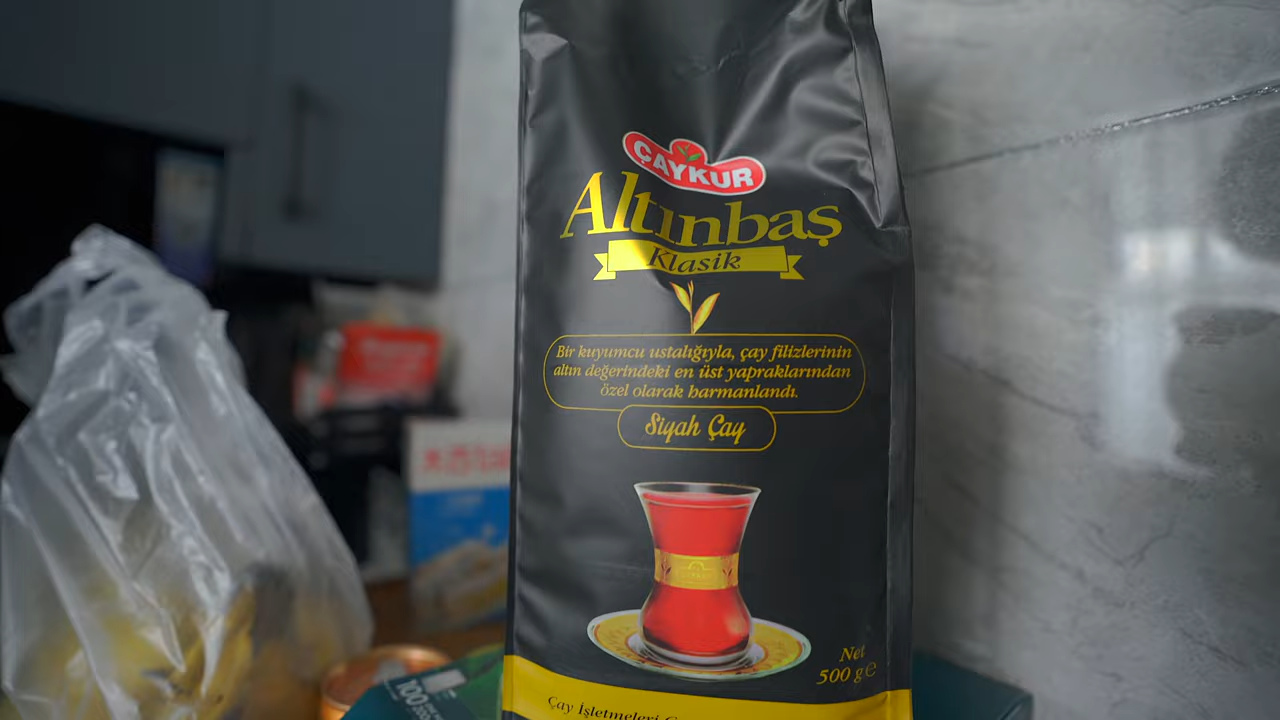 ÇAYKUR
Altınbaş
Klasik
Bir kuyumcu ustalığıyla, çay filizlerinin
altın değerindeki en üst yapraklarından
özel olarak harmanlandı.
Siyah Çay
Net
500 g e
Çay İşletmeleri
100